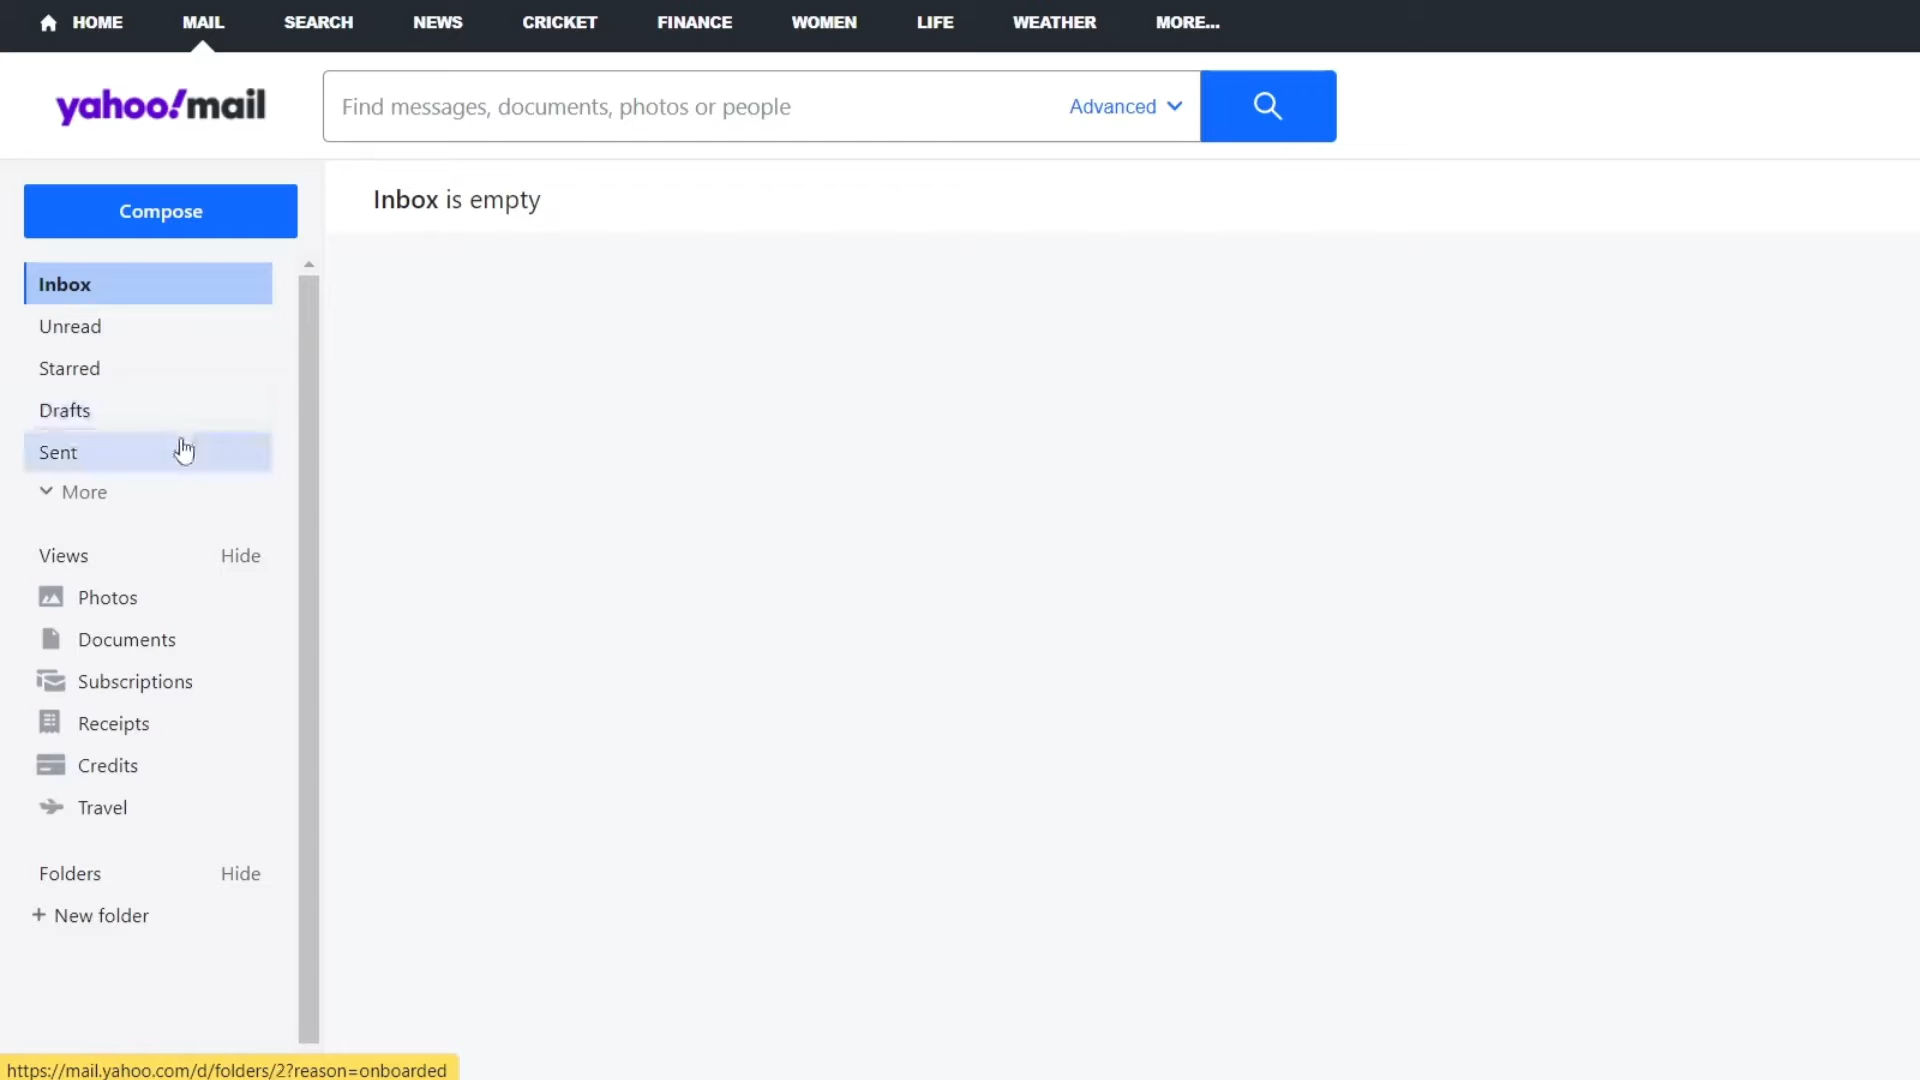 HOME MAIL SEARCH NEWS CRICKET FINANCE WOMEN LIFE WEATHER MORE...
yahoo!mail
Find messages, documents, photos or people Advanced
Compose
Inbox is empty
Inbox
Unread
Starred
Drafts
Sent
More
Views Hide
Photos
Documents
Subscriptions
Receipts
Credits
Travel
Folders Hide
+ New folder
https://mail.yahoo.com/d/folders/2?reason=onboarded